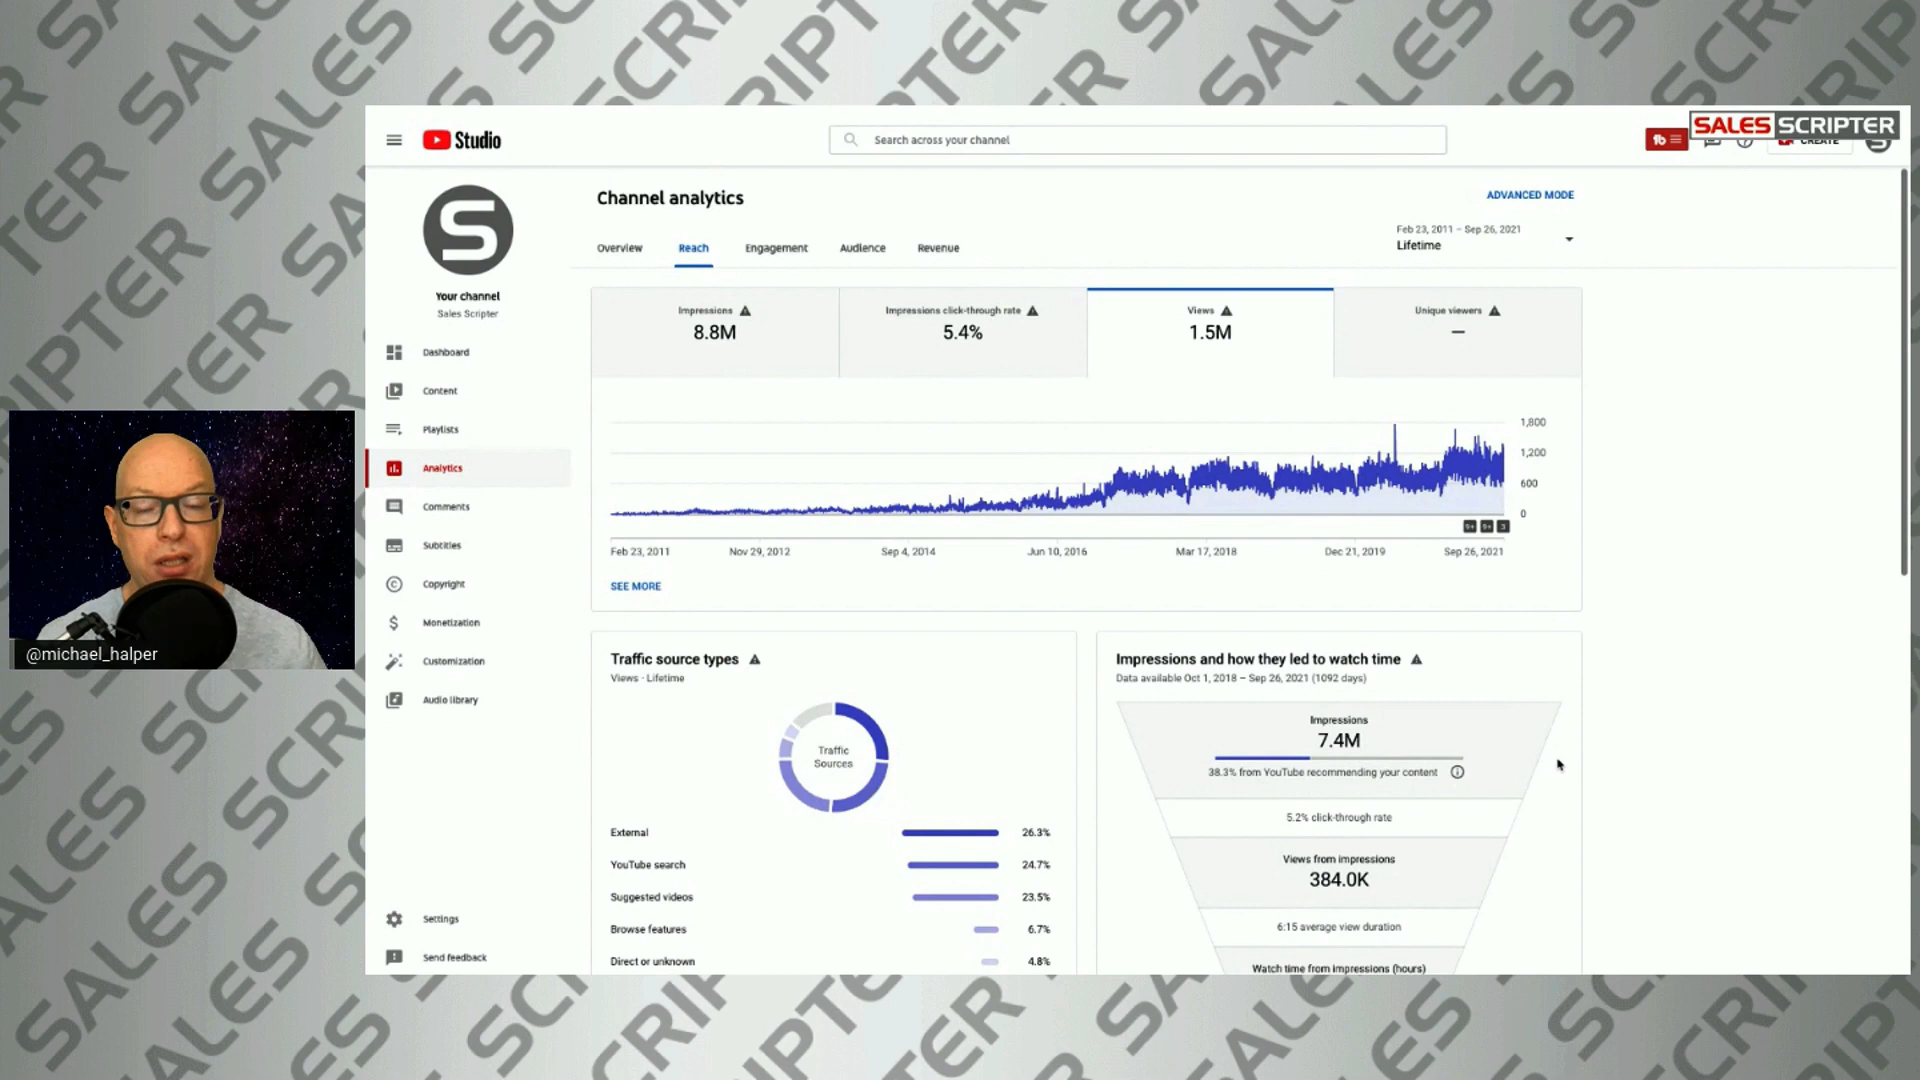 Studio
Search across your channel
SALES SCRIPTER
CREATE
S
Your channel
Sales Scripter
Dashboard
Content
Playlists
Analytics
Comments
Subtitles
Copyright
Monetization
Customization
Audio library
Settings
Send feedback
Channel analytics
ADVANCED MODE
Overview
Reach
Engagement
Audience
Revenue
Feb 23, 2011 – Sep 26, 2021
Lifetime
Impressions
8.8M
Impressions click-through rate
5.4%
Views
1.5M
Unique viewers
—
1,800
1,200
600
0
9+ 9+ 3
Feb 23, 2011
Nov 29, 2012
Sep 4, 2014
Jun 10, 2016
Mar 17, 2018
Dec 21, 2019
Sep 26, 2021
SEE MORE
Traffic source types
Views · Lifetime
Traffic
Sources
External 26.3%
YouTube search 24.7%
Suggested videos 23.5%
Browse features 6.7%
Direct or unknown 4.8%
Impressions and how they led to watch time
Data available Oct 1, 2018 – Sep 26, 2021 (1092 days)
Impressions
7.4M
38.3% from YouTube recommending your content
5.2% click-through rate
Views from impressions
384.0K
6:15 average view duration
Watch time from impressions (hours)
@michael_halper
SALES SCRIPTER